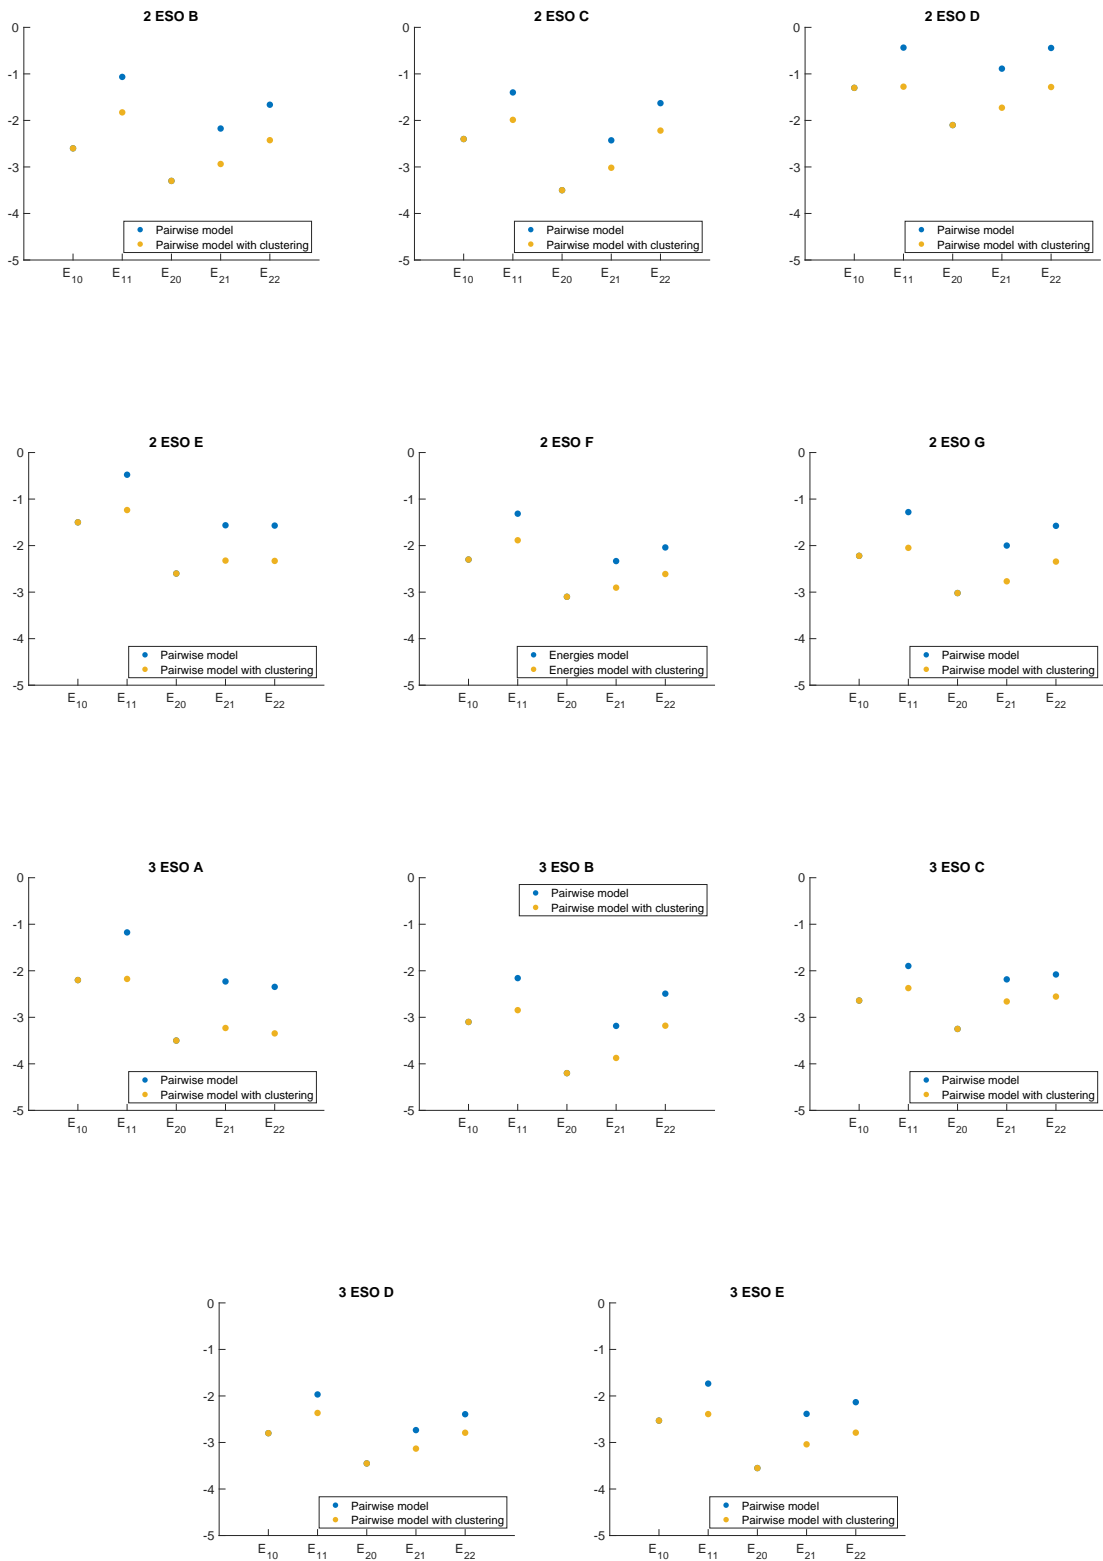 2 ESO B
0
-1
-2
-3
-4
-5
Pairwise model
Pairwise model with clustering
E10 E11 E20 E21 E22
2 ESO C
0
-1
-2
-3
-4
-5
Pairwise model
Pairwise model with clustering
E10 E11 E20 E21 E22
2 ESO D
0
-1
-2
-3
-4
-5
Pairwise model
Pairwise model with clustering
E10 E11 E20 E21 E22
2 ESO E
0
-1
-2
-3
-4
-5
Pairwise model
Pairwise model with clustering
E10 E11 E20 E21 E22
2 ESO F
0
-1
-2
-3
-4
-5
Energies model
Energies model with clustering
E10 E11 E20 E21 E22
2 ESO G
0
-1
-2
-3
-4
-5
Pairwise model
Pairwise model with clustering
E10 E11 E20 E21 E22
3 ESO A
0
-1
-2
-3
-4
-5
Pairwise model
Pairwise model with clustering
E10 E11 E20 E21 E22
3 ESO B
Pairwise model
Pairwise model with clustering
0
-1
-2
-3
-4
-5
E10 E11 E20 E21 E22
3 ESO C
0
-1
-2
-3
-4
-5
Pairwise model
Pairwise model with clustering
E10 E11 E20 E21 E22
3 ESO D
0
-1
-2
-3
-4
-5
Pairwise model
Pairwise model with clustering
E10 E11 E20 E21 E22
3 ESO E
0
-1
-2
-3
-4
-5
Pairwise model
Pairwise model with clustering
E10 E11 E20 E21 E22